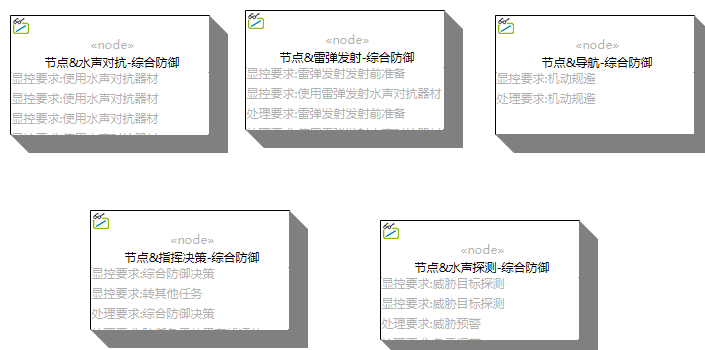 «node»
节点&水声对抗-综合防御
显控要求:使用水声对抗器材
显控要求:使用水声对抗器材
显控要求:使用水声对抗器材
«node»
节点&雷弹发射-综合防御
显控要求:雷弹发射发射前准备
显控要求:使用雷弹发射水声对抗器材
处理要求:雷弹发射发射前准备
«node»
节点&导航-综合防御
显控要求:机动规避
处理要求:机动规避
«node»
节点&指挥决策-综合防御
显控要求:综合防御决策
显控要求:转其他任务
处理要求:综合防御决策
«node»
节点&水声探测-综合防御
显控要求:威胁目标探测
显控要求:威胁目标探测
处理要求:威胁预警